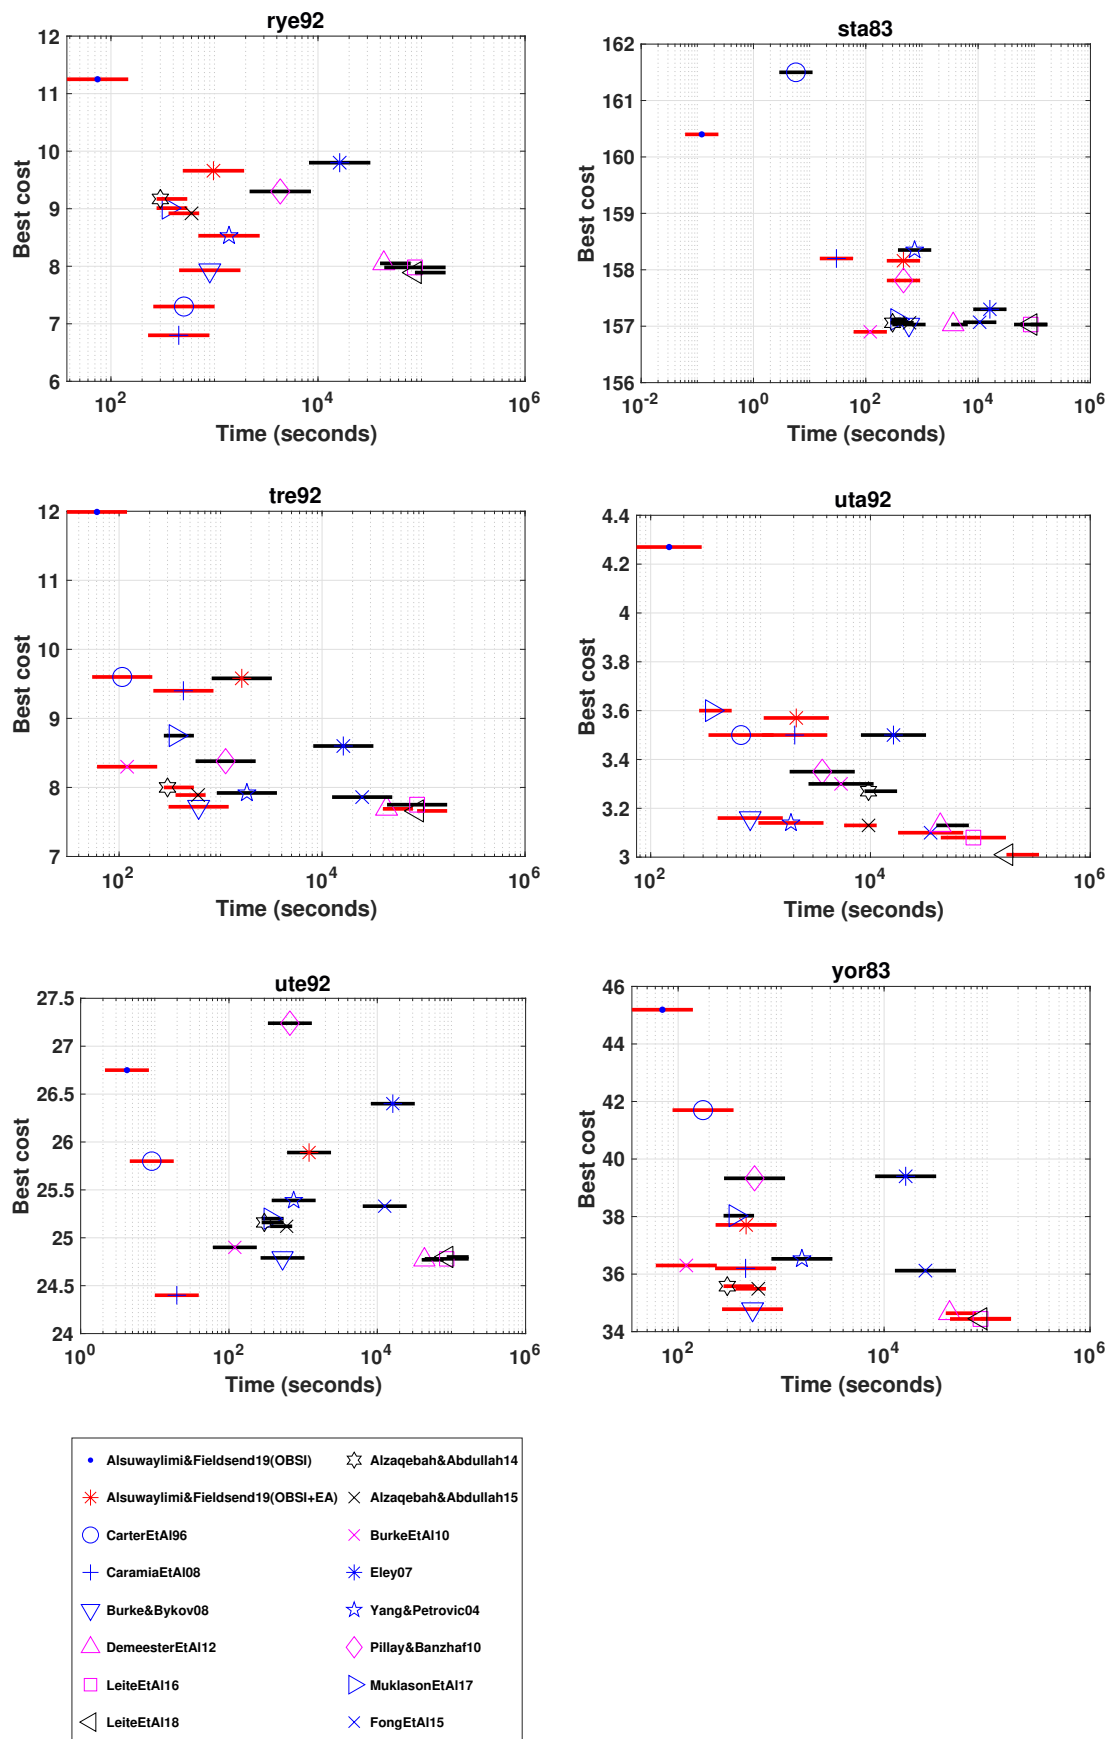 rye92
12
11
10
9
8
7
6
Best cost
10^2
10^4
10^6
Time (seconds)
sta83
162
161
160
159
158
157
156
Best cost
10^-2
10^0
10^2
10^4
10^6
Time (seconds)
tre92
12
11
10
9
8
7
Best cost
10^2
10^4
10^6
Time (seconds)
uta92
4.4
4.2
4
3.8
3.6
3.4
3.2
3
Best cost
10^2
10^4
10^6
Time (seconds)
ute92
27.5
27
26.5
26
25.5
25
24.5
24
Best cost
10^0
10^2
10^4
10^6
Time (seconds)
yor83
46
44
42
40
38
36
34
Best cost
10^2
10^4
10^6
Time (seconds)
Alsuwaylimi&Fieldsend19(OBSI)
Alsuwaylimi&Fieldsend19(OBSI+EA)
CarterEtAl96
CaramiaEtAl08
Burke&Bykov08
DemeesterEtAl12
LeiteEtAl16
LeiteEtAl18
Alzaqebah&Abdullah14
Alzaqebah&Abdullah15
BurkeEtAl10
Eley07
Yang&Petrovic04
Pillay&Banzhaf10
MuklasonEtAl17
FongEtAl15